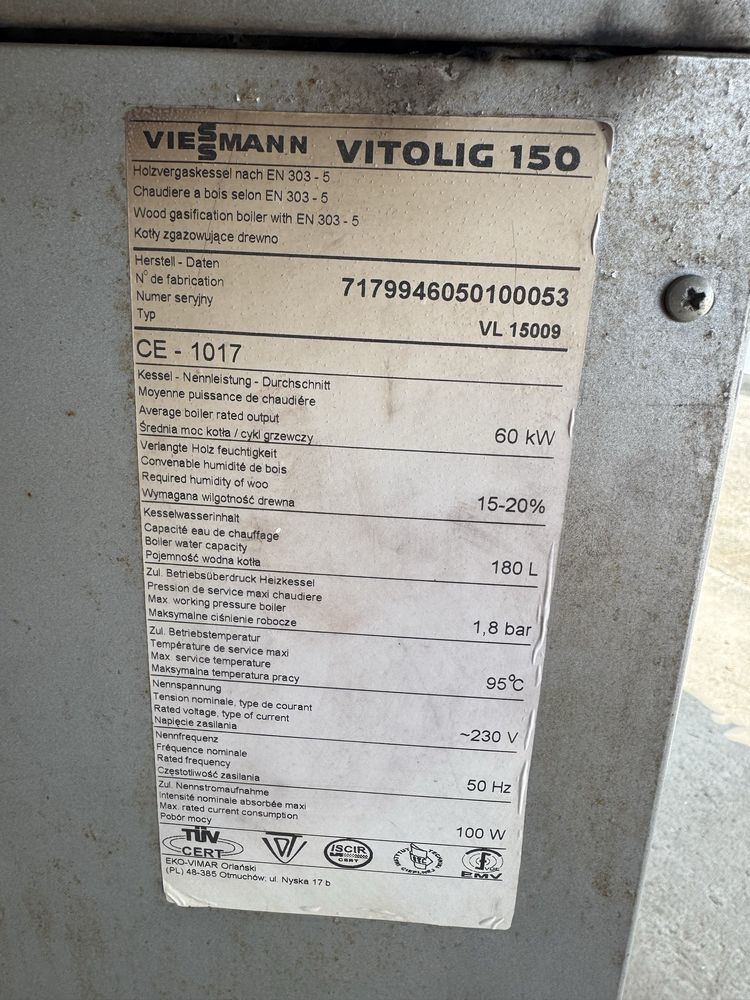 VIESSMANN VITOLIG 150
Holzvergaskessel nach EN 303 - 5
Chaudiere a bois selon EN 303 - 5
Wood gasification boiler with EN 303 - 5
Kotły zgazowujące drewno
Herstell - Daten
N° de fabrication
Numer seryjny
7179946050100053
Typ
VL 15009
CE - 1017
Kessel - Nennleistung - Durchschnitt
Moyenne puissance de chaudiére
Average boiler rated output
Średnia moc kotła / cykl grzewczy
60 kW
Verlangte Holz feuchtigkeit
Convenable humidité de bois
Required humidity of woo
Wymagana wilgotność drewna
15-20%
Kesselwasserinhalt
Capacité eau de chauffage
Boiler water capacity
Pojemność wodna kotła
180 L
Zul. Betriebsüberdruck Heizkessel
Pression de service maxi chaudiere
Max. working pressure boiler
Maksymalne ciśnienie robocze
1,8 bar
Zul. Betriebstemperatur
Température de service maxi
Max. service temperature
Maksymalna temperatura pracy
95°C
Nennspannung
Tension nominale, type de courant
Rated voltage, type of current
Napięcie zasilania
~230 V
Nennfrequenz
Fréquence nominale
Rated frequency
Częstotliwość zasilania
50 Hz
Zul. Nennstromaufnahme
Intensité nominale absorbée maxi
Max. rated current consumption
Pobór mocy
100 W
TÜV
CERT
ISCIR
CERT
EMV
EKO-VIMAR Orlański
(PL) 48-385 Otmuchów; ul. Nyska 17 b